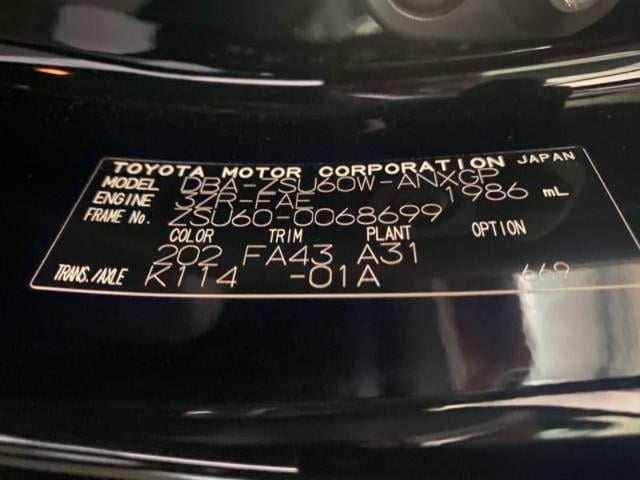 TOYOTA MOTOR CORPORATION JAPAN
MODEL DBA-ZSU60W-ANXGP
ENGINE 3ZR-FAE 1986 mL
FRAME No. ZSU60-0068699
COLOR TRIM PLANT OPTION
202 FA43 A31
TRANS./AXLE K114 -01A 669